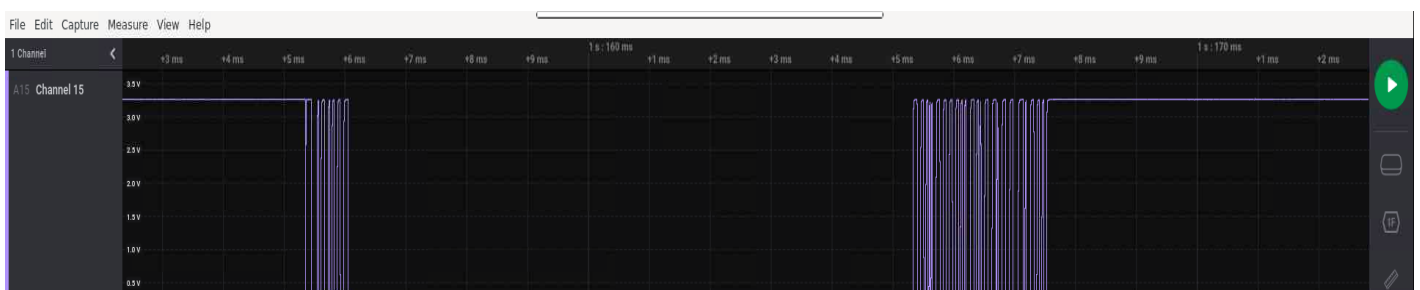 File Edit Capture Measure View Help
1 Channel
1 s : 160 ms
1 s : 170 ms
+3 ms +4 ms +5 ms +6 ms +7 ms +8 ms +9 ms +1 ms +2 ms +3 ms +4 ms +5 ms +6 ms +7 ms +8 ms +9 ms +1 ms +2 ms
A15 Channel 15
3.5 V
3.0 V
2.5 V
2.0 V
1.5 V
1.0 V
0.5 V
1F